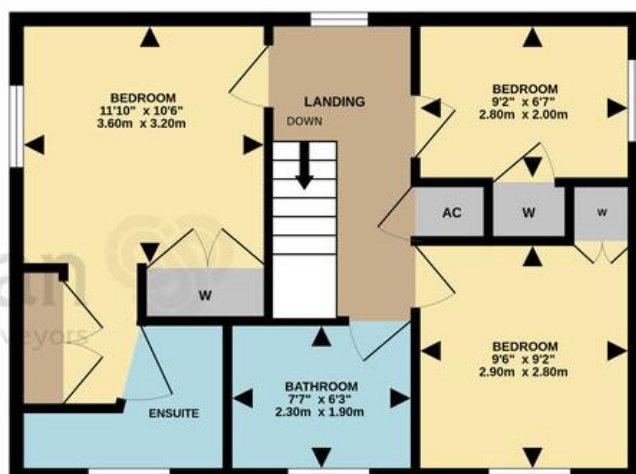 BEDROOM
11'10" x 10'6"
3.60m x 3.20m
LANDING
DOWN
BEDROOM
9'2" x 6'7"
2.80m x 2.00m
AC
W
W
W
BEDROOM
9'6" x 9'2"
2.90m x 2.80m
BATHROOM
7'7" x 6'3"
2.30m x 1.90m
ENSUITE